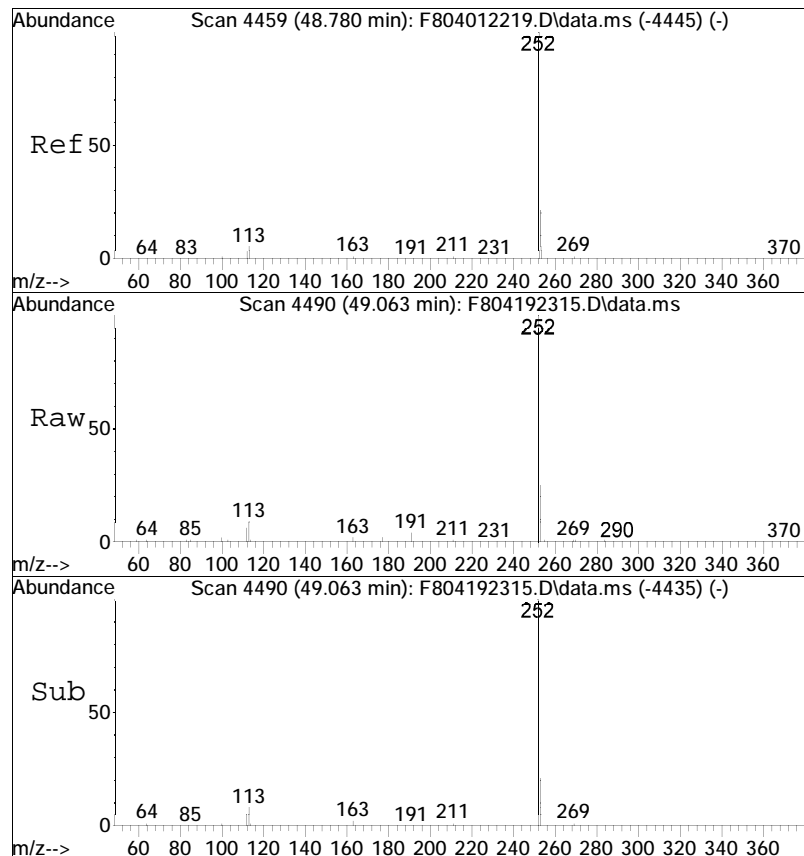 Abundance Scan 4459 (48.780 min): F804012219.D\data.ms (-4445) (-)
252
Ref 50
113
64 83 163 191 211 231 269 370
0
m/z--> 60 80 100 120 140 160 180 200 220 240 260 280 300 320 340 360
Abundance Scan 4490 (49.063 min): F804192315.D\data.ms
252
Raw 50
113
64 85 163 191 211 231 269 290 370
0
m/z--> 60 80 100 120 140 160 180 200 220 240 260 280 300 320 340 360
Abundance Scan 4490 (49.063 min): F804192315.D\data.ms (-4435) (-)
252
Sub 50
113
64 85 163 191 211 269
0
m/z--> 60 80 100 120 140 160 180 200 220 240 260 280 300 320 340 360